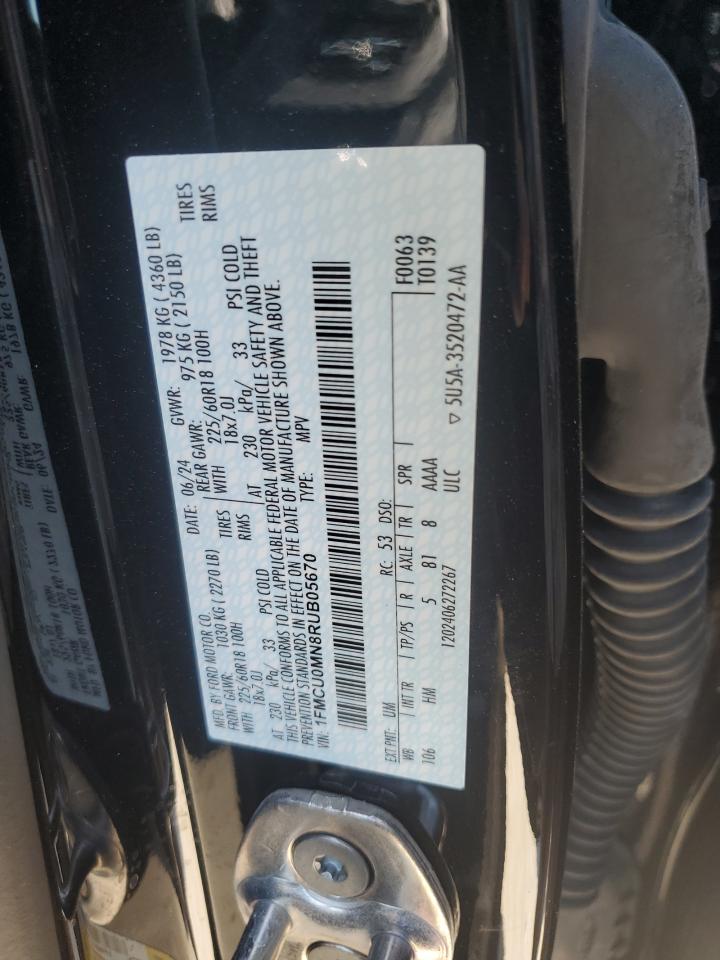 MFD. BY FORD MOTOR CO. DATE: 06/24 GVWR: 1978 KG ( 4360 LB)
FRONT GAWR: 1030 KG ( 2270 LB) REAR GAWR: 975 KG ( 2150 LB)
WITH 225/60R18 100H TIRES WITH 225/60R18 100H TIRES
18x7.0J RIMS 18x7.0J RIMS
AT 230 kPa/ 33 PSI COLD AT 230 kPa/ 33 PSI COLD
THIS VEHICLE CONFORMS TO ALL APPLICABLE FEDERAL MOTOR VEHICLE SAFETY AND THEFT
PREVENTION STANDARDS IN EFFECT ON THE DATE OF MANUFACTURE SHOWN ABOVE.
VIN: 1FMCU0MN8RUB05670 TYPE: MPV
EXT PNT: UM RC: 53 DSO: F0063
WB INT TR TP/PS R AXLE TR SPR T0139
106 HM 5 81 8 AAAA
1202406272267 ULC ▽ 5U5A-3520472-AA